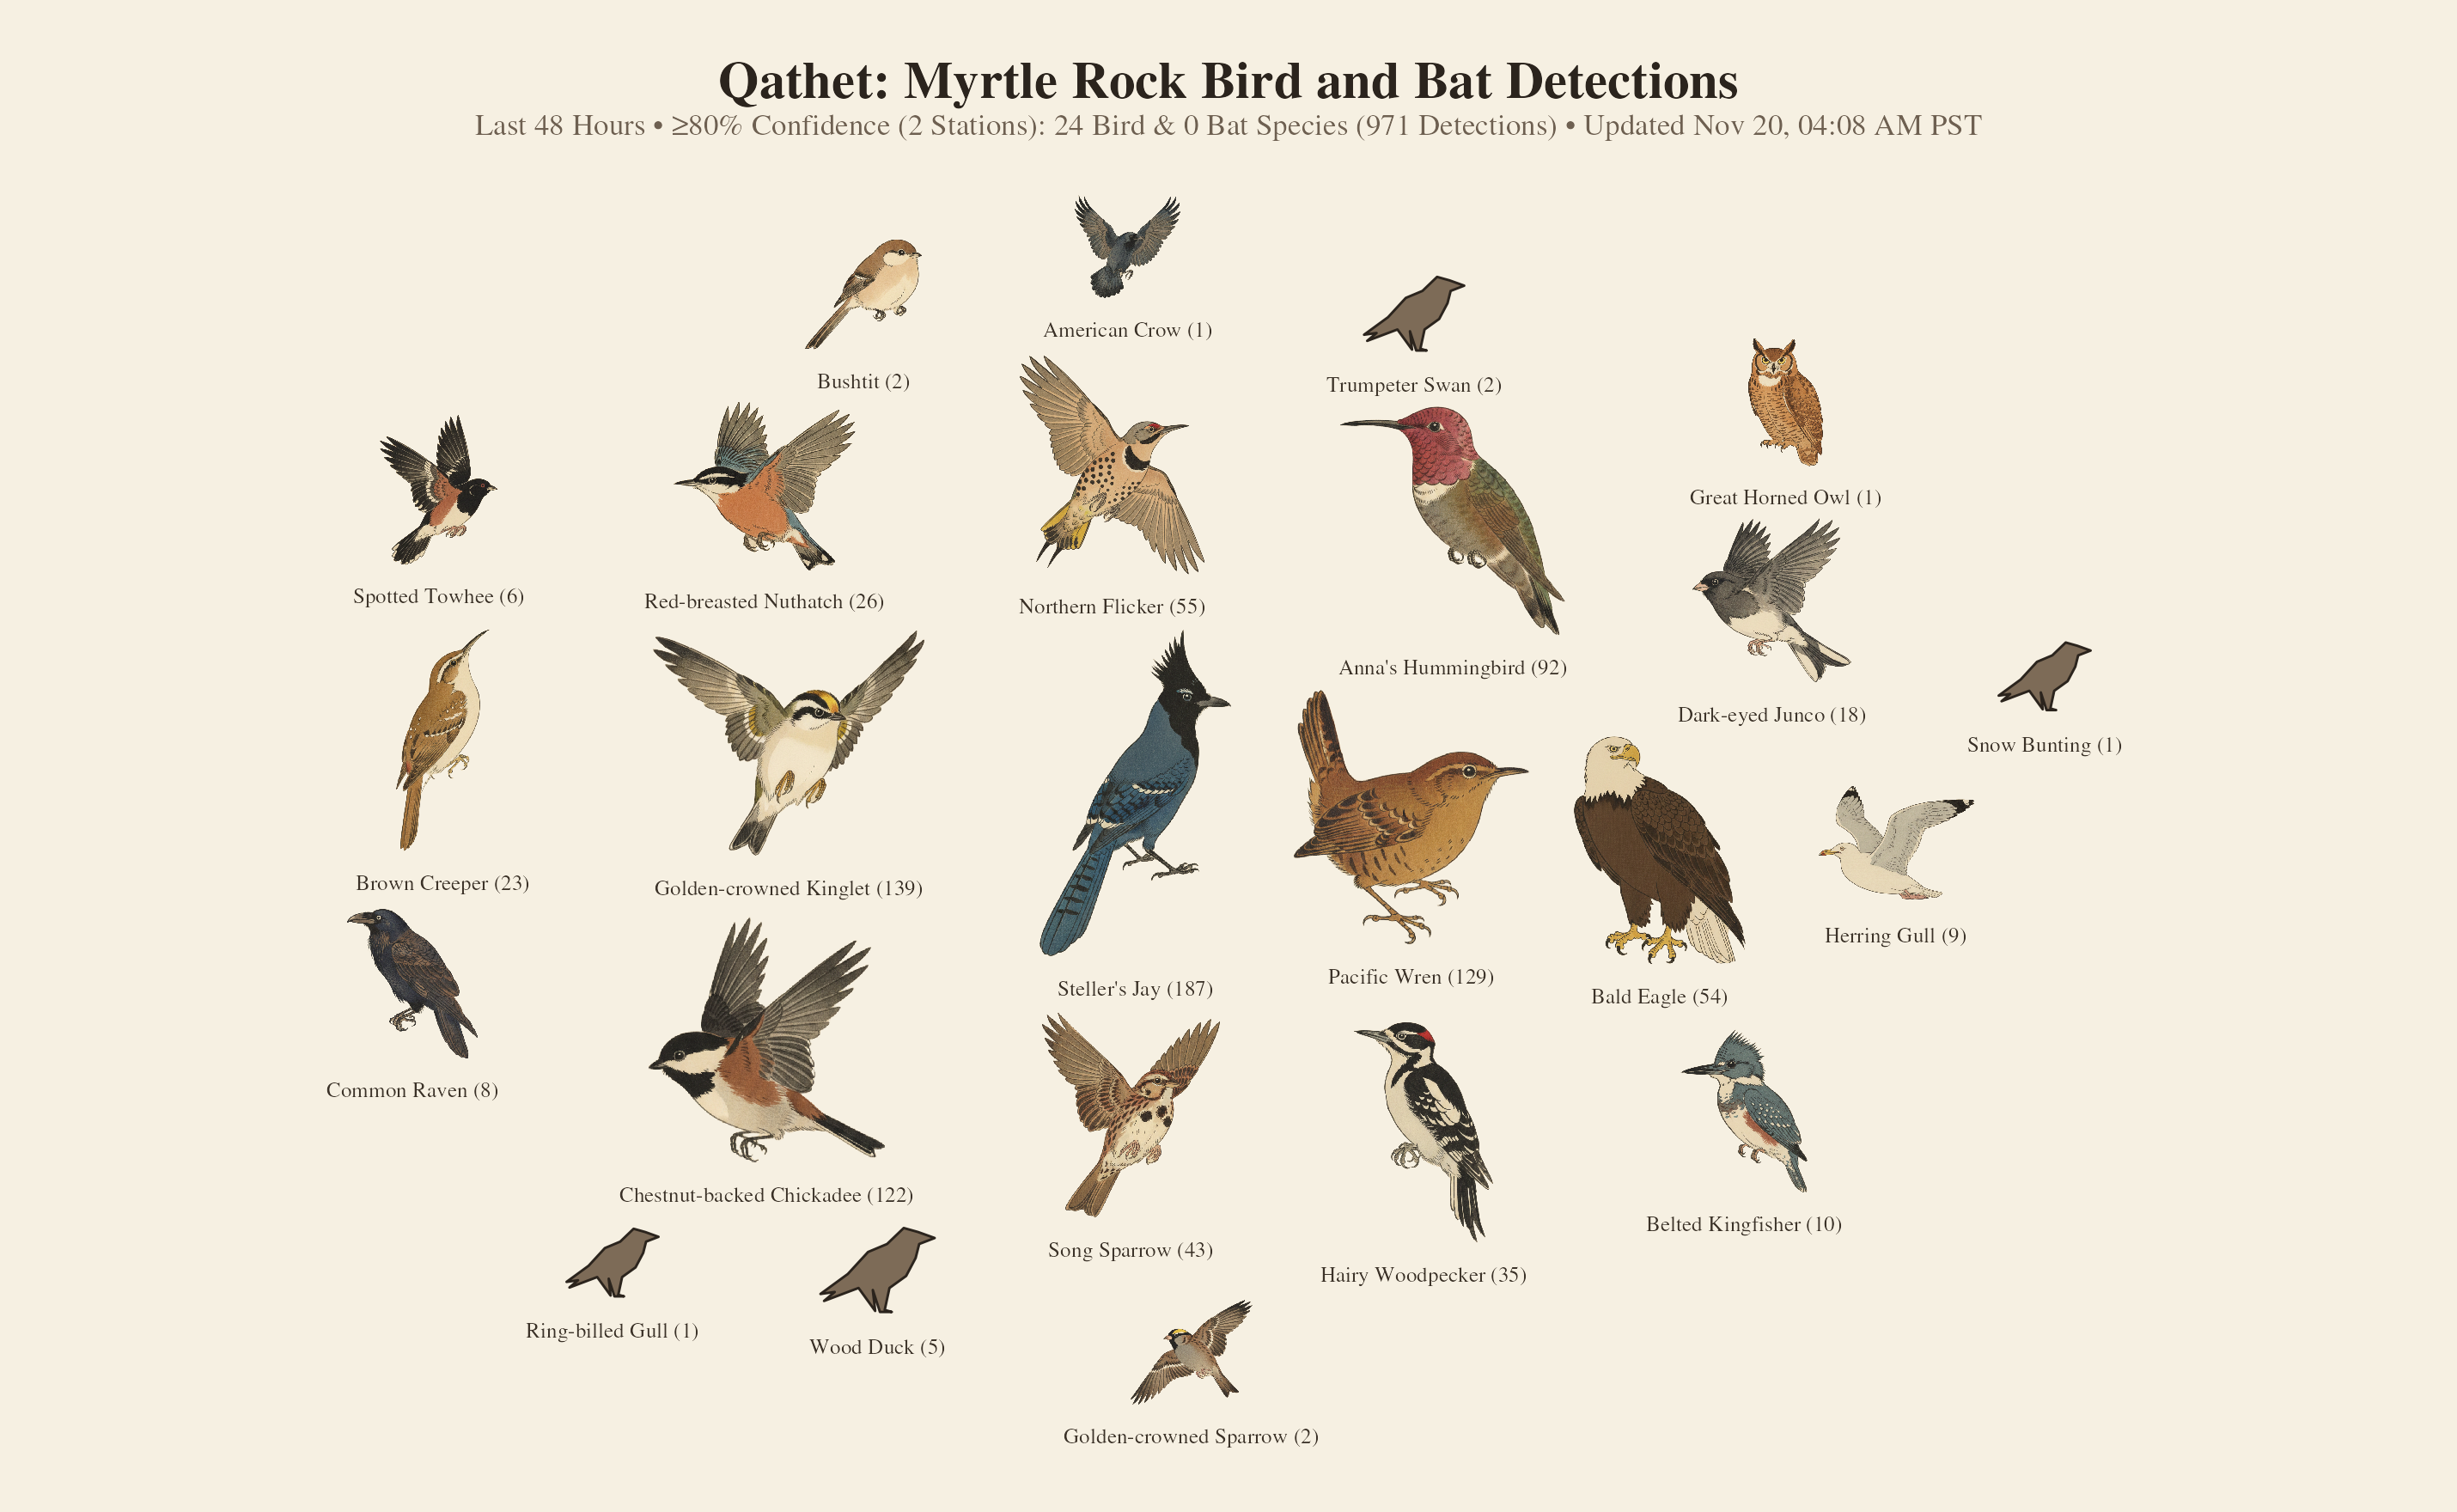 Qathet: Myrtle Rock Bird and Bat Detections
Last 48 Hours • ≥80% Confidence (2 Stations): 24 Bird & 0 Bat Species (971 Detections) • Updated Nov 20, 04:08 AM PST
American Crow (1)
Bushtit (2)
Trumpeter Swan (2)
Great Horned Owl (1)
Spotted Towhee (6)
Red-breasted Nuthatch (26)
Northern Flicker (55)
Anna's Hummingbird (92)
Dark-eyed Junco (18)
Snow Bunting (1)
Brown Creeper (23)
Golden-crowned Kinglet (139)
Herring Gull (9)
Steller's Jay (187)
Pacific Wren (129)
Bald Eagle (54)
Common Raven (8)
Chestnut-backed Chickadee (122)
Song Sparrow (43)
Hairy Woodpecker (35)
Belted Kingfisher (10)
Ring-billed Gull (1)
Wood Duck (5)
Golden-crowned Sparrow (2)